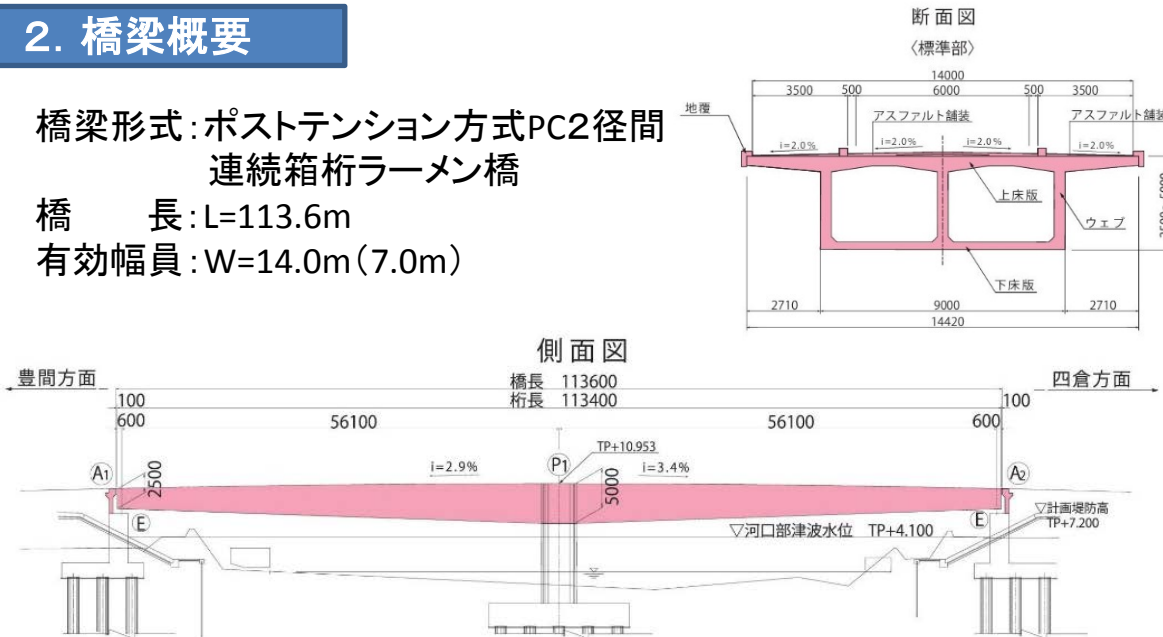 2．橋梁概要
橋梁形式：ポストテンション方式PC2径間
連続箱桁ラーメン橋
橋　　長：L=113.6m
有効幅員：W=14.0m（7.0m）
断面図
〈標準部〉
14000
3500 500 6000 500 3500
地覆
アスファルト舗装 アスファルト舗装
i=2.0% i=2.0% i=2.0% i=2.0%
上床版
ウェブ
下床版
2710 9000 2710
14420
側面図
豊間方面 四倉方面
橋長 113600
100 桁長 113400 100
600 56100 56100 600
TP+10.953
A1 2500 i=2.9% P1 5000 i=3.4% A2
E E
▽計画堤防高
TP+7.200
▽河口部津波水位 TP+4.100